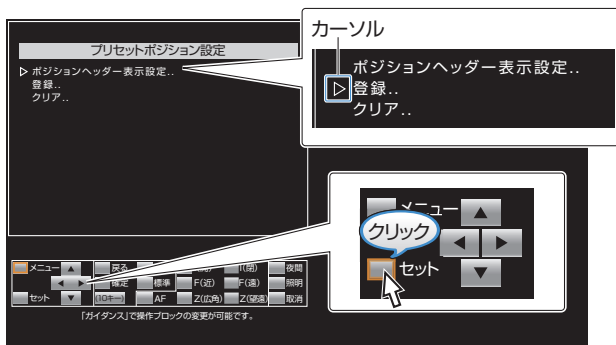 カーソル
プリセットポジション設定
ポジションヘッダー表示設定..
登録..
クリア..
ポジションヘッダー表示設定..
登録..
クリア..
メニュー
クリック
セット
メニュー 戻る I(閉) 夜間
確定 標準 F(近) F(遠) 照明
セット (10キー) AF Z(広角) Z(望遠) 取消
「ガイダンス」で操作ブロックの変更が可能です。